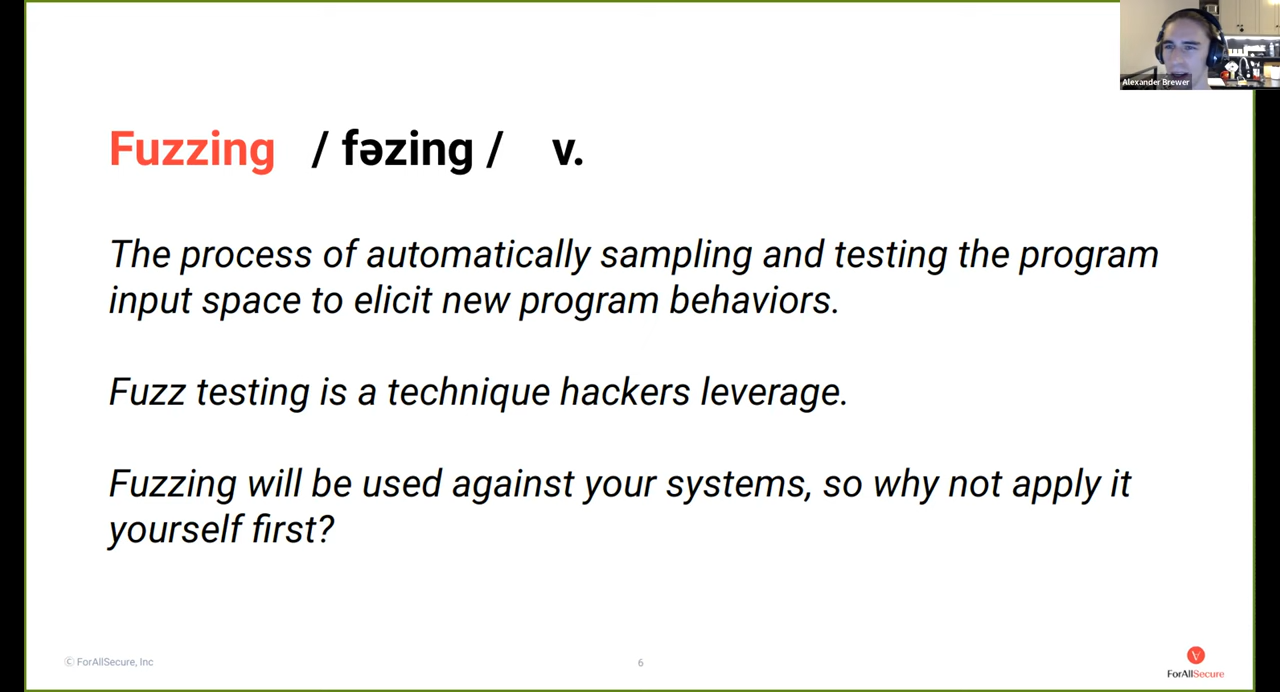 Alexander Brewer
Fuzzing / fəzing / v.
The process of automatically sampling and testing the program
input space to elicit new program behaviors.
Fuzz testing is a technique hackers leverage.
Fuzzing will be used against your systems, so why not apply it
yourself first?
© ForAllSecure, Inc
6
ForAllSecure